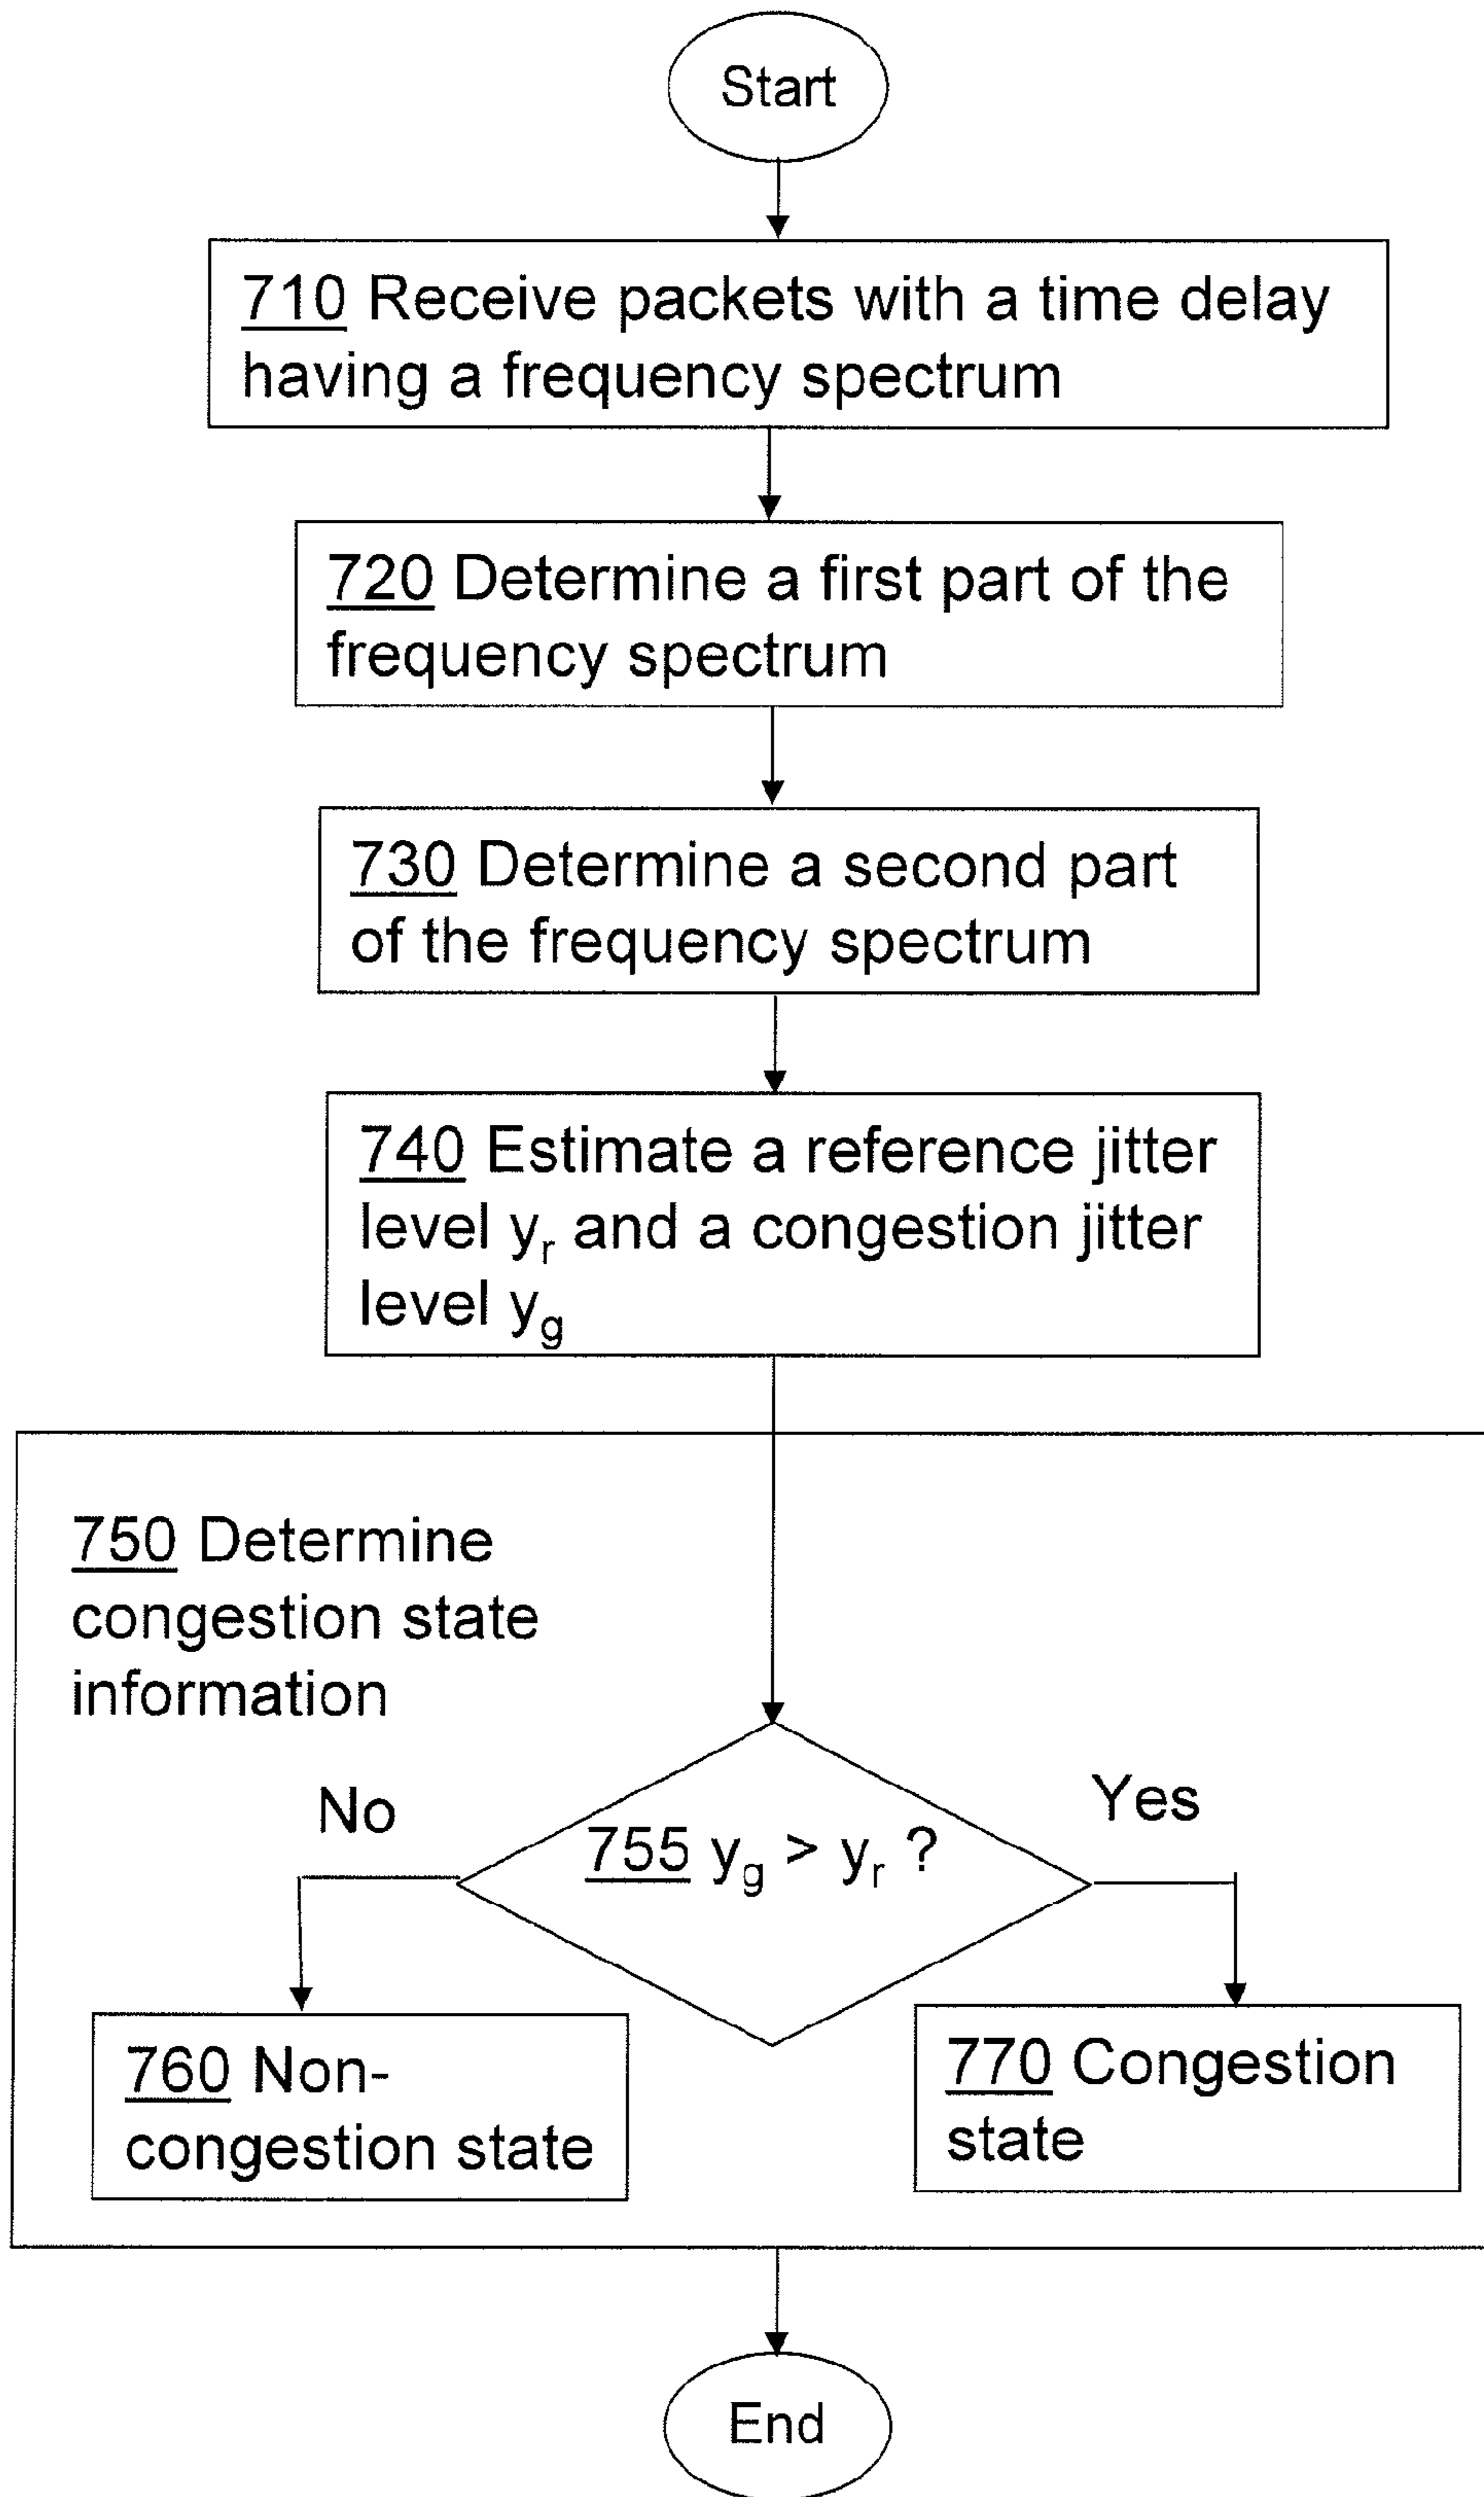 Start
710 Receive packets with a time delay
having a frequency spectrum
720 Determine a first part of the
frequency spectrum
730 Determine a second part
of the frequency spectrum
740 Estimate a reference jitter
level yr and a congestion jitter
level yg
750 Determine
congestion state
information
No
755 yg > yr ?
Yes
760 Non-
congestion state
770 Congestion
state
End